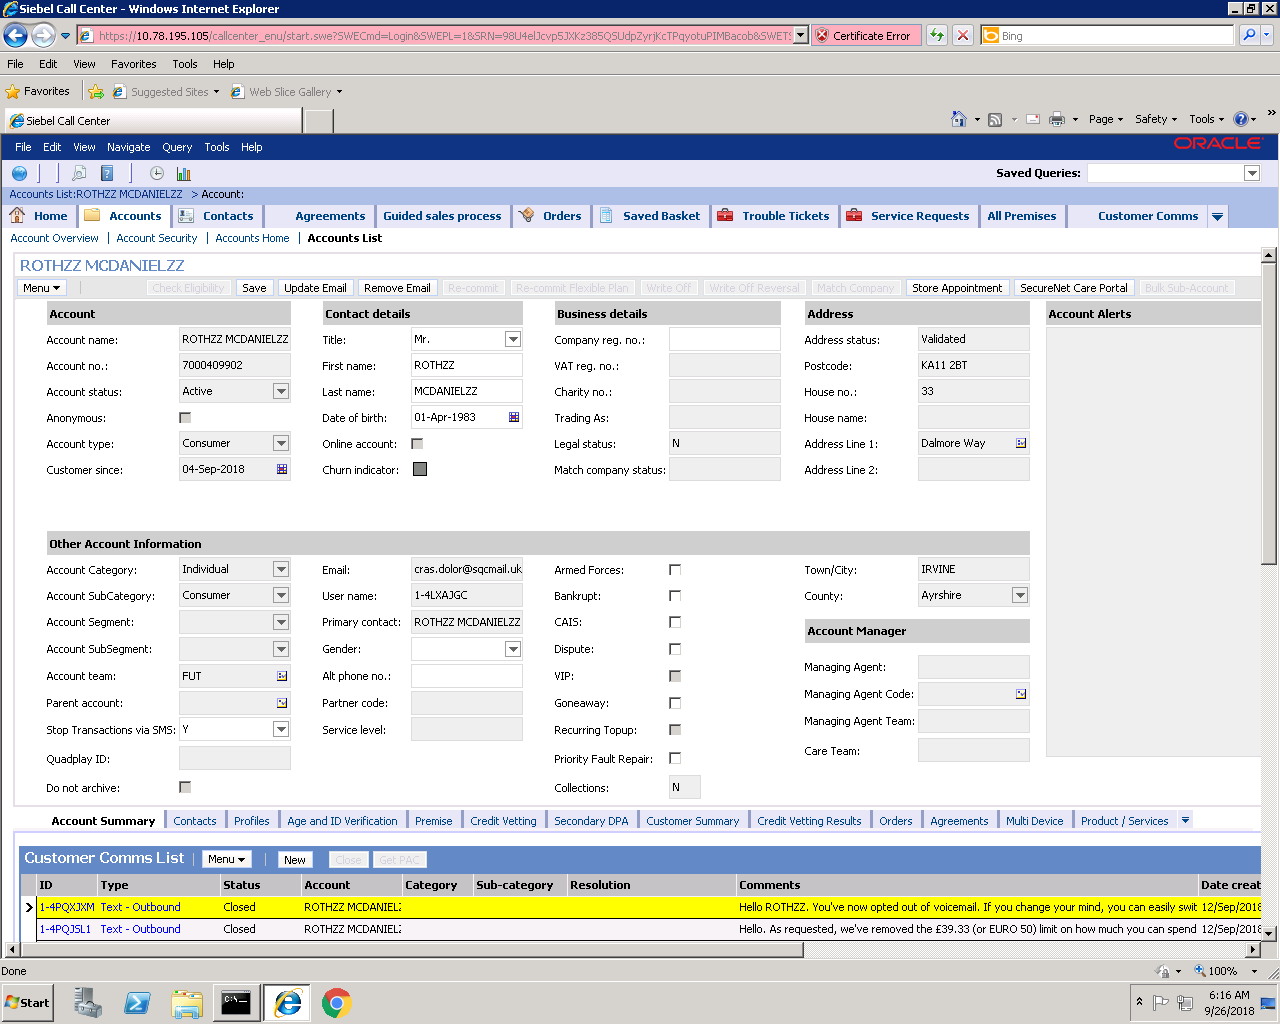 Siebel Call Center - Windows Internet Explorer
https://10.78.195.105/callcenter_enu/start.swe?SWECmd=Login&SWEPL=1&SRN= Certificate Error Bing
File Edit View Favorites Tools Help
Favorites Suggested Sites Web Slice Gallery
Siebel Call Center Page Safety Tools »
File Edit View Navigate Query Tools Help ORACLE
Saved Queries:
Accounts List:ROTHZZ MCDANIELZZ > Account:
Home Accounts Contacts Agreements Guided sales process Orders Saved Basket Trouble Tickets Service Requests All Premises Customer Comms
Account Overview Account Security Accounts Home Accounts List
ROTHZZ MCDANIELZZ
Menu Check Eligibility Save Update Email Remove Email Re-commit Re-commit Flexible Plan Write Off Write Off Reversal Match Company Store Appointment SecureNet Care Portal Bulk Sub-Account
Account Contact details Business details Address Account Alerts
Account name: ROTHZZ MCDANIELZZ Title: Mr. Company reg. no.: Address status: Validated
Account no.: 7000409902 First name: ROTHZZ VAT reg. no.: Postcode: KA11 2BT
Account status: Active Last name: MCDANIELZZ Charity no.: House no.: 33
Anonymous: Date of birth: 01-Apr-1983 Trading As: House name:
Account type: Consumer Online account: Legal status: N Address Line 1: Dalmore Way
Customer since: 04-Sep-2018 Churn indicator: Match company status: Address Line 2:
Other Account Information
Account Category: Individual Email: cras.dolor@sqcmail.uk Armed Forces: Town/City: IRVINE
Account SubCategory: Consumer User name: 1-4LXAJGC Bankrupt: County: Ayrshire
Account Segment: Primary contact: ROTHZZ MCDANIELZZ CAIS:
Account Manager
Account SubSegment: Gender: Dispute:
Managing Agent:
Account team: FUT Alt phone no.: VIP:
Managing Agent Code:
Parent account: Partner code: Goneaway:
Managing Agent Team:
Stop Transactions via SMS: Y Service level: Recurring Topup:
Care Team:
Quadplay ID: Priority Fault Repair:
Do not archive: Collections: N
Account Summary Contacts Profiles Age and ID Verification Premise Credit Vetting Secondary DPA Customer Summary Credit Vetting Results Orders Agreements Multi Device Product / Services
Customer Comms List Menu New Close Get PAC
ID Type Status Account Category Sub-category Resolution Comments Date creat
1-4PQXJXM Text - Outbound Closed ROTHZZ MCDANIELZ Hello ROTHZZ. You've now opted out of voicemail. If you change your mind, you can easily swit 12/Sep/2018
1-4PQJSL1 Text - Outbound Closed ROTHZZ MCDANIELZ Hello. As requested, we've removed the £39.33 (or EURO 50) limit on how much you can spend 12/Sep/2018
Done 100%
Start 6:16 AM
9/26/2018